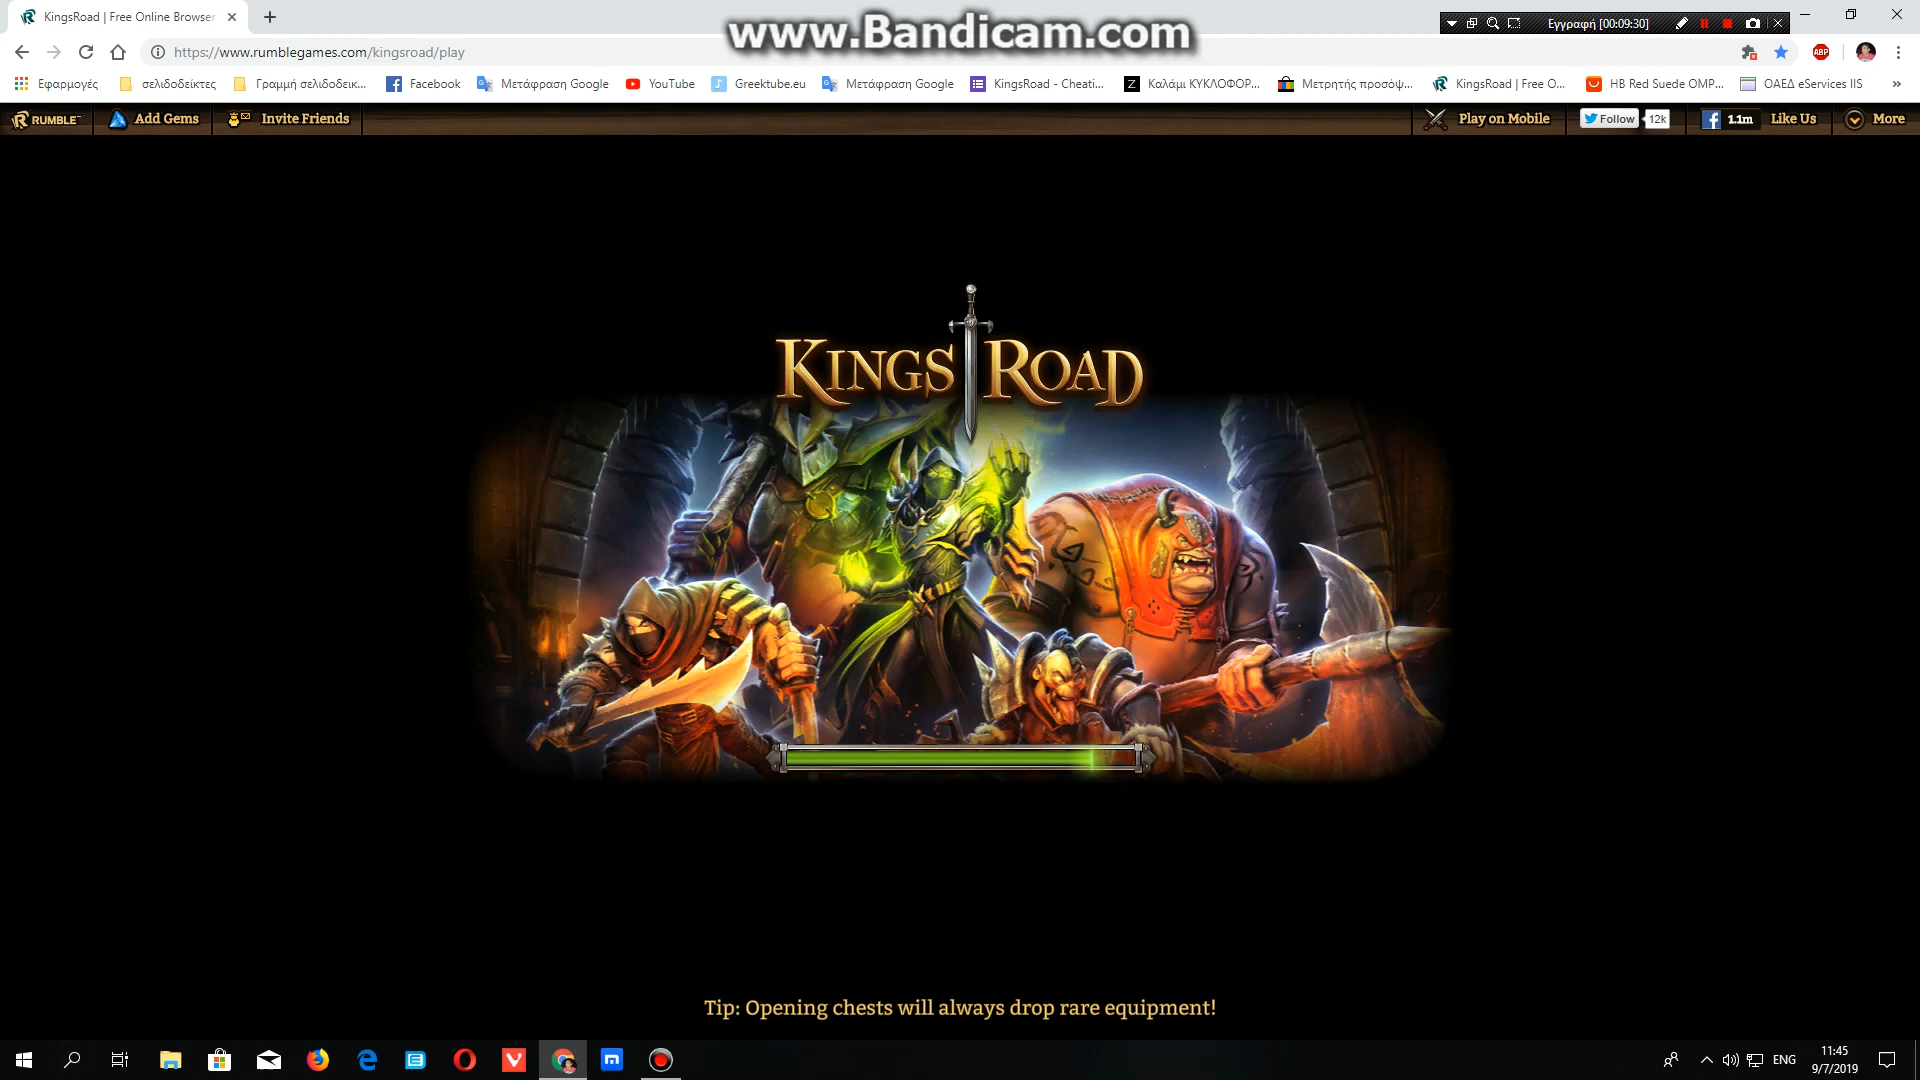 KingsRoad | Free Online Browser
www.Bandicam.com
Εγγραφή [00:09:30]
https://www.rumblegames.com/kingsroad/play
ABP
Εφαρμογές σελιδοδείκτες Γραμμή σελιδοδεικ... Facebook Μετάφραση Google YouTube Greektube.eu Μετάφραση Google KingsRoad - Cheati... Καλάμι ΚΥΚΛΟΦΟΡ... Μετρητής προσόψ... KingsRoad | Free O... HB Red Suede OMP... ΟΑΕΔ eServices IIS »
RUMBLE Add Gems Invite Friends Play on Mobile Follow 12k 1.1m Like Us More
KINGS ROAD
Tip: Opening chests will always drop rare equipment!
ENG
11:45
9/7/2019